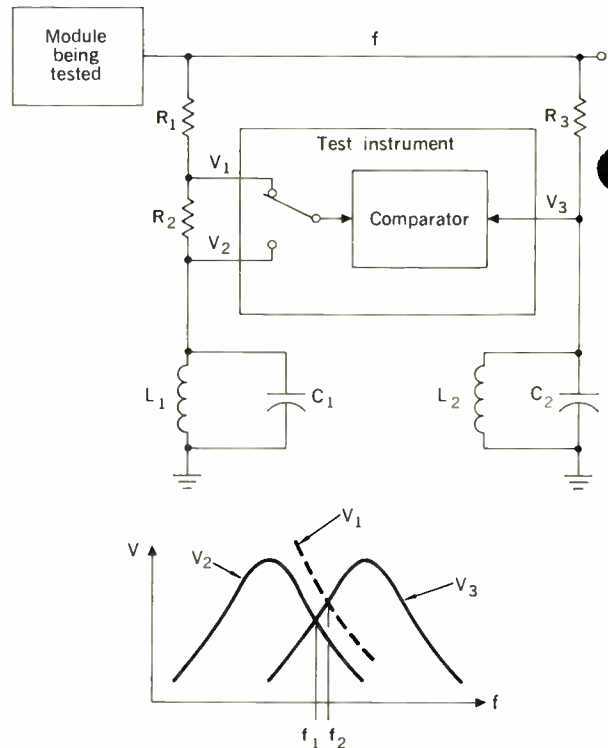 Module
being
tested
f
R1
R3
Test instrument
V1
Comparator
V3
R2
V2
L1
C1
L2
C2
V
V2
V1
V3
f
f1 f2